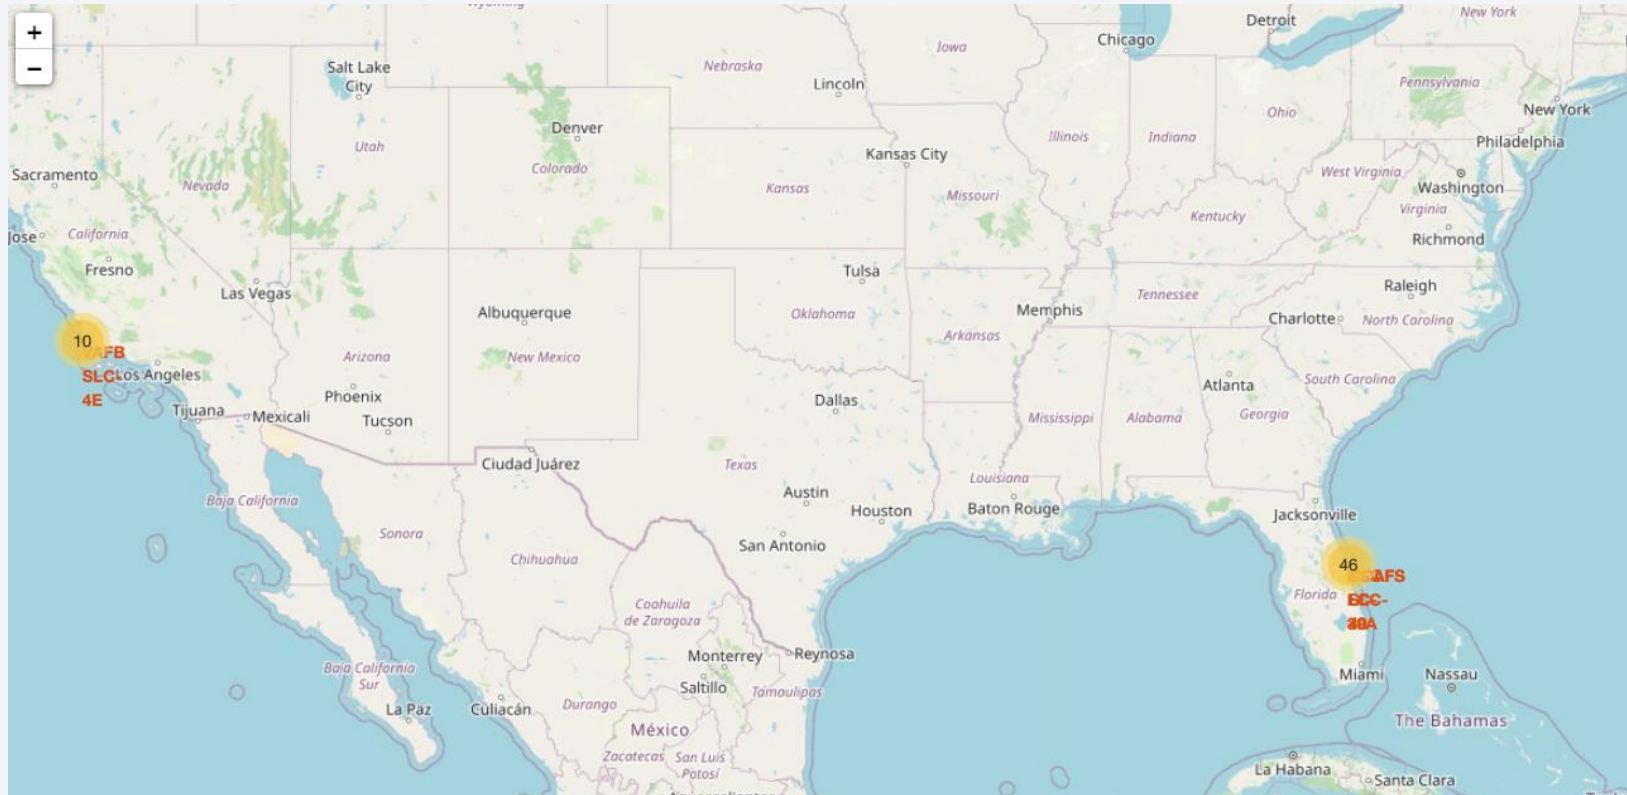 +
−
Wyoming
Detroit
New York
Chicago
Iowa
Salt Lake
City
Nebraska
Lincoln
Pennsylvania
New York
Ohio
Denver
Illinois
Indiana
Philadelphia
Utah
Kansas City
Colorado
Sacramento
Nevada
Kansas
Missouri
West Virginia
Washington
Virginia
Kentucky
Jose
California
Richmond
Fresno
Tulsa
Las Vegas
Raleigh
Tennessee
Albuquerque
Oklahoma
Memphis
Charlotte
North Carolina
10
Arkansas
VAFB
SLC-
4E
Los Angeles
Arizona
New Mexico
South Carolina
Atlanta
Phoenix
Dallas
Tijuana
Mexicali
Tucson
Mississippi
Alabama
Georgia
Ciudad Juárez
Texas
Louisiana
Austin
Baja California
Houston
Baton Rouge
Jacksonville
Sonora
San Antonio
Chihuahua
46
Florida
Coahuila
de Zaragoza
Monterrey
Reynosa
Baja California
Sur
Saltillo
Tamaulipas
Miami
Nassau
La Paz
Culiacán
Durango
México
The Bahamas
Zacatecas
San Luis
Potosí
La Habana
Santa Clara